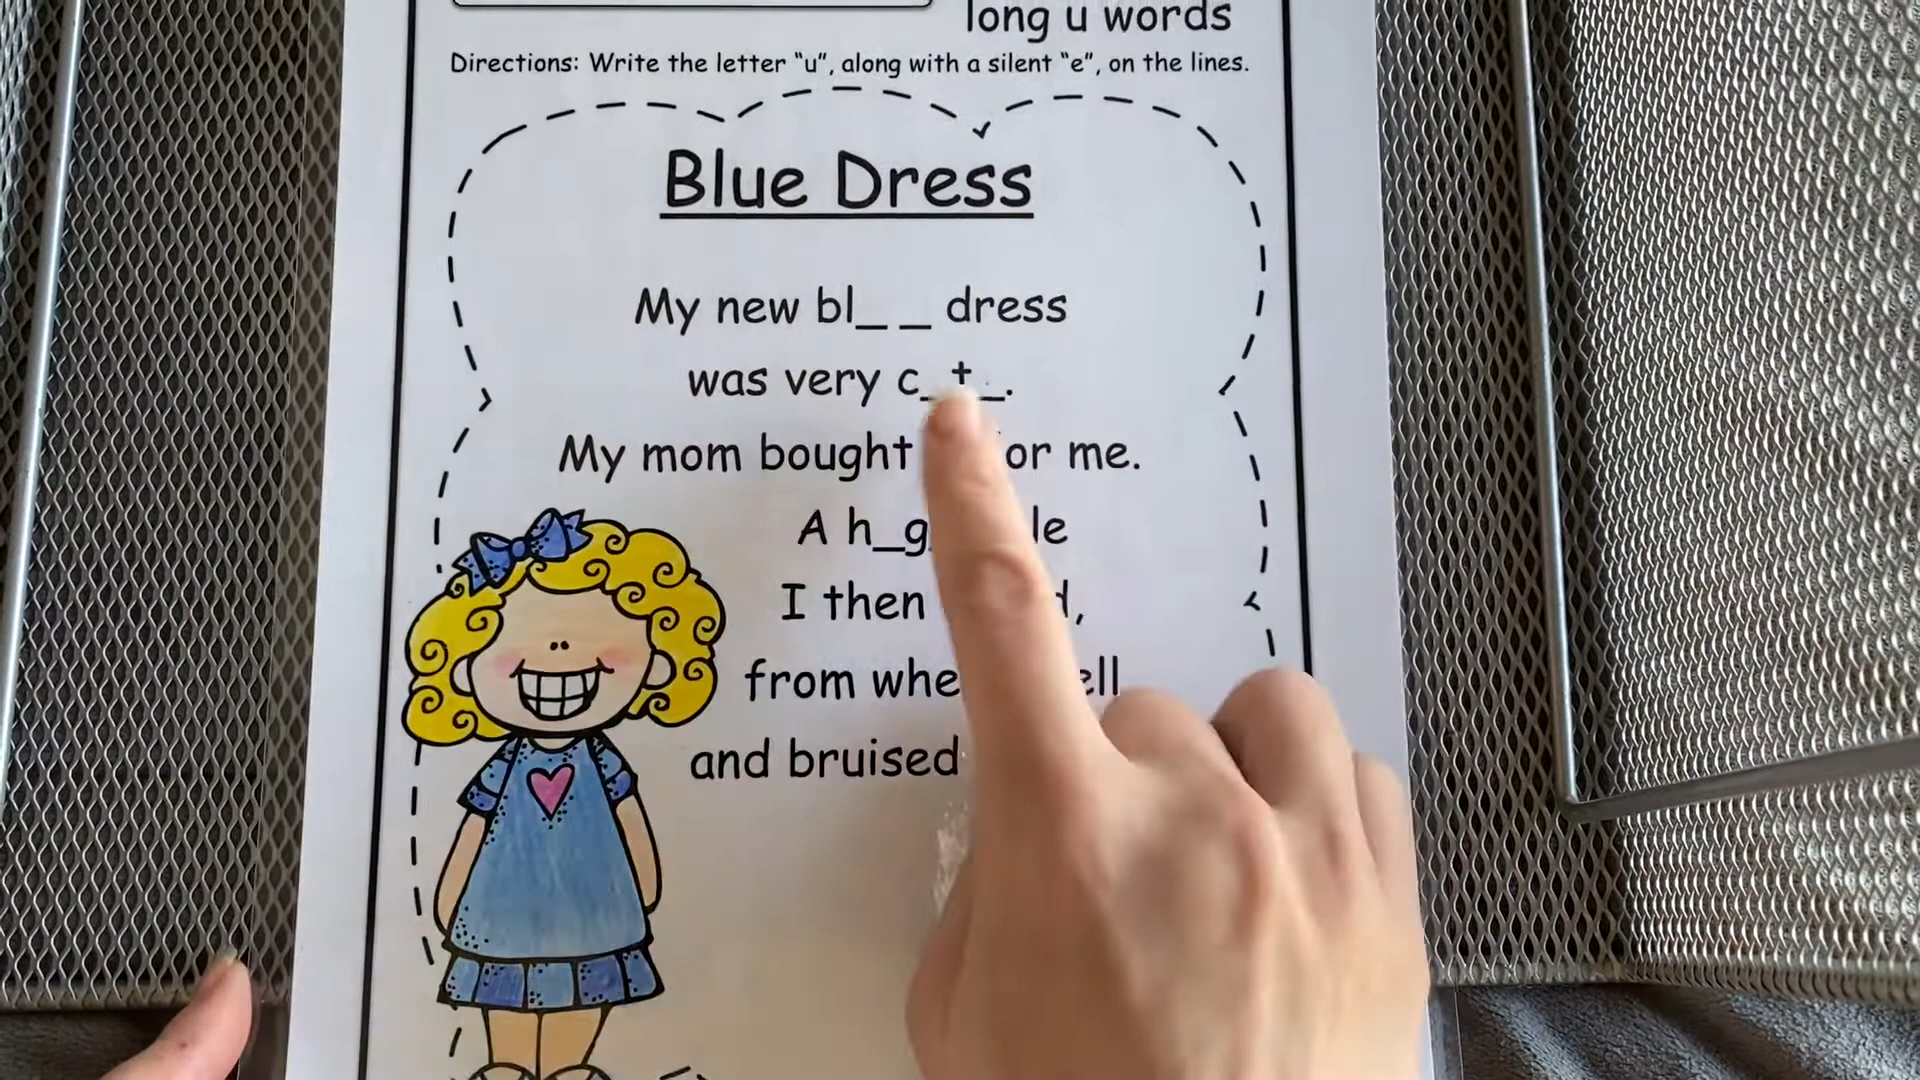 long u words
Directions: Write the letter “u”, along with a silent “e”, on the lines.
Blue Dress
My new bl_ _ dress
was very c_t_.
My mom bought or me.
A h_g le
I then
from whe ell
and bruised